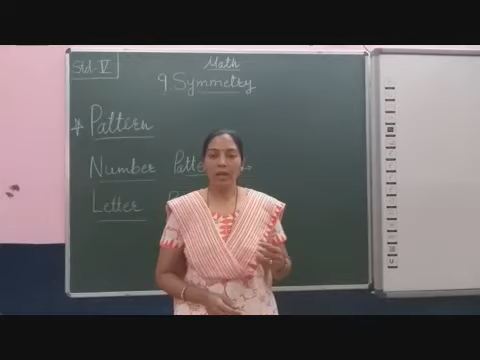 Std-V
Math
9. Symmetry
* Pattern
Number Patte
Letter P